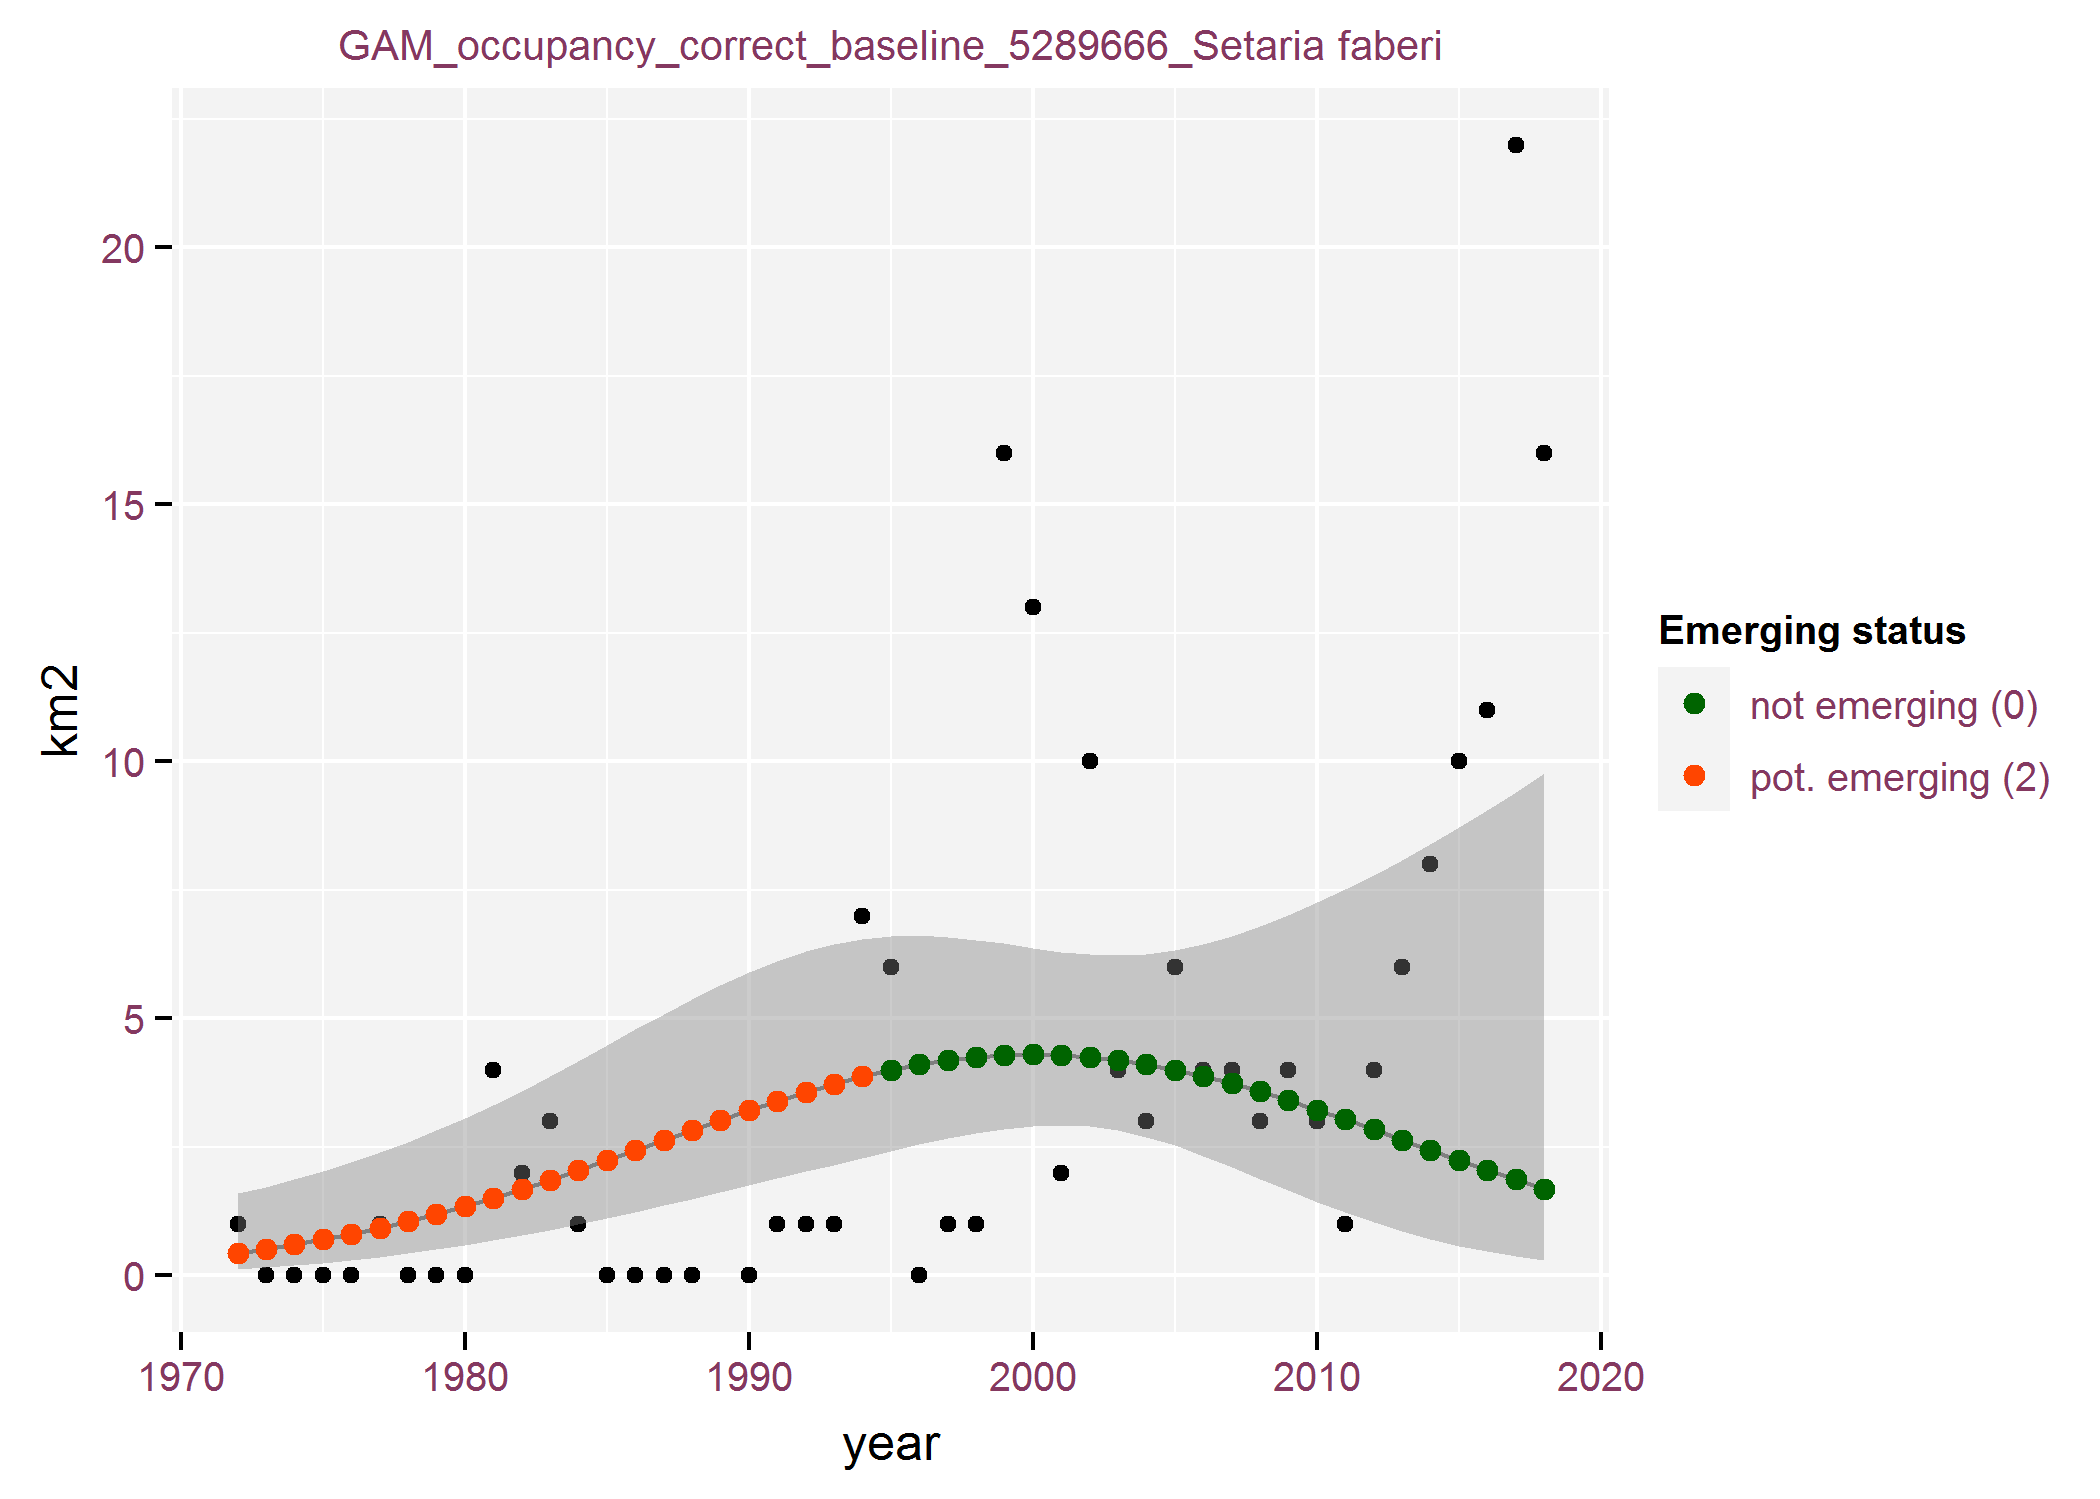 GAM_occupancy_correct_baseline_5289666_Setaria faberi
20
15
10
5
0
km2
1970 1980 1990 2000 2010 2020
year
Emerging status
not emerging (0)
pot. emerging (2)